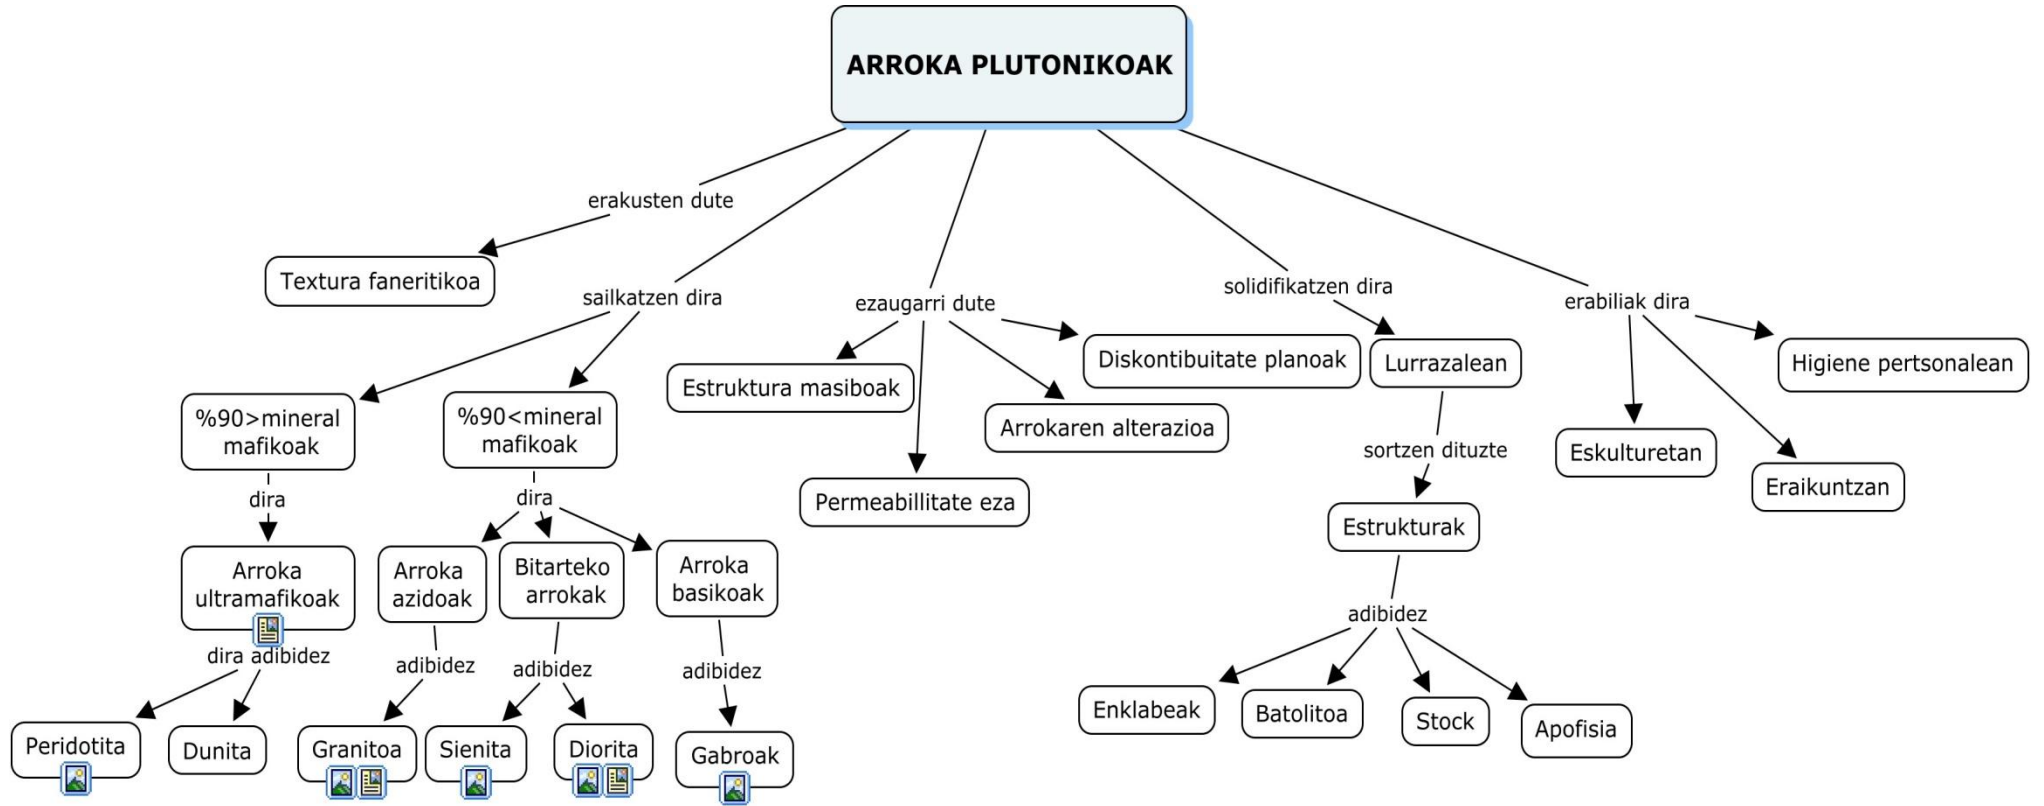 ARROKA PLUTONIKOAK
erakusten dute
Textura faneritikoa
sailkatzen dira
%90>mineral
mafikoak
dira
Arroka
ultramafikoak
dira adibidez
Peridotita
Dunita
%90<mineral
mafikoak
dira
Arroka
azidoak
adibidez
Granitoa
Bitarteko
arrokak
adibidez
Sienita
Diorita
Arroka
basikoak
adibidez
Gabroak
ezaugarri dute
Estruktura masiboak
Permeabillitate eza
Arrokaren alterazioa
Diskontibuitate planoak
solidifikatzen dira
Lurrazalean
sortzen dituzte
Estrukturak
adibidez
Enklabeak
Batolitoa
Stock
Apofisia
erabiliak dira
Eskulturetan
Eraikuntzan
Higiene pertsonalean